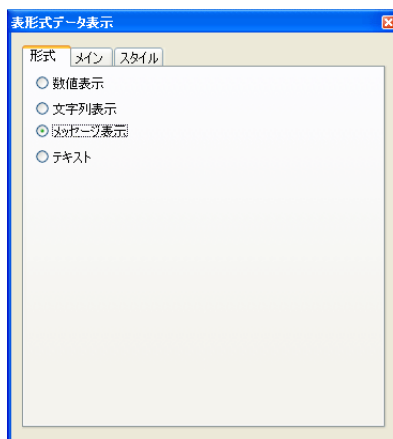 表形式データ表示
形式 メイン スタイル
数値表示
文字列表示
メッセージ表示
テキスト